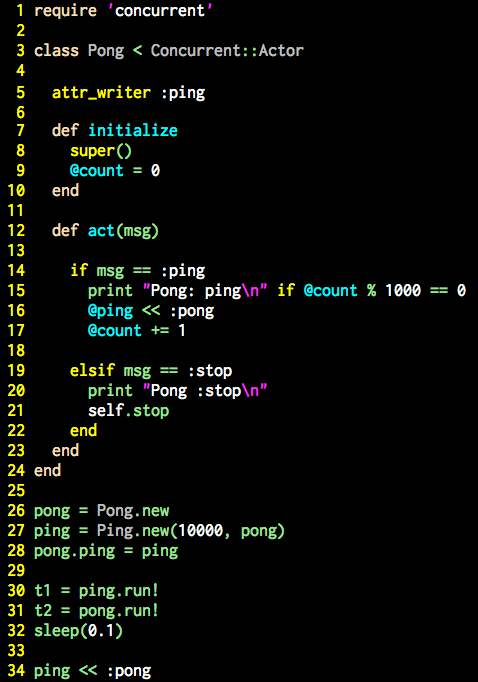 1 require 'concurrent'
2
3 class Pong < Concurrent::Actor
4
5   attr_writer :ping
6
7   def initialize
8     super()
9     @count = 0
10   end
11
12   def act(msg)
13
14     if msg == :ping
15       print "Pong: ping\n" if @count % 1000 == 0
16       @ping << :pong
17       @count += 1
18
19     elsif msg == :stop
20       print "Pong :stop\n"
21       self.stop
22     end
23   end
24 end
25
26 pong = Pong.new
27 ping = Ping.new(10000, pong)
28 pong.ping = ping
29
30 t1 = ping.run!
31 t2 = pong.run!
32 sleep(0.1)
33
34 ping << :pong